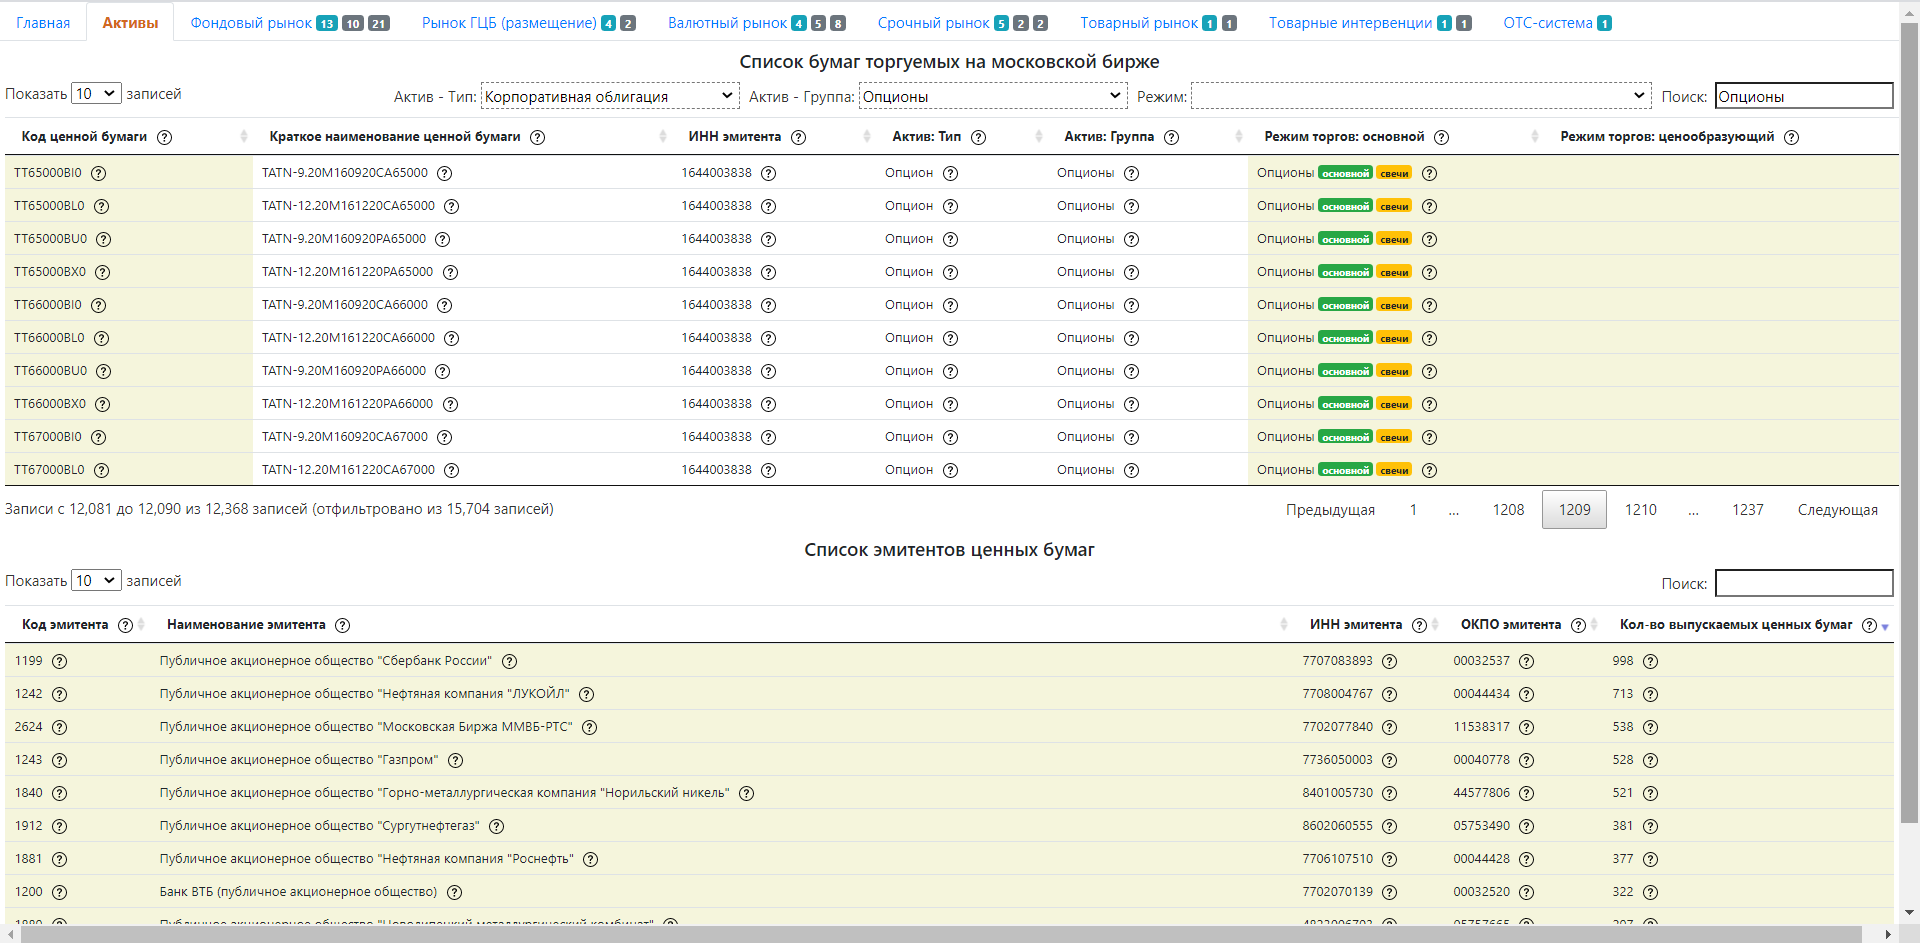 Главная Активы Фондовый рынок 13 10 21 Рынок ГЦБ (размещение) 4 2 Валютный рынок 4 5 8 Срочный рынок 5 2 2 Товарный рынок 1 1 Товарные интервенции 1 1 ОТС-система 1
Список бумаг торгуемых на московской бирже
Показать 10 записей Актив - Тип: Корпоративная облигация Актив - Группа: Опционы Режим: Поиск: Опционы
Код ценной бумаги ? Краткое наименование ценной бумаги ? ИНН эмитента ? Актив: Тип ? Актив: Группа ? Режим торгов: основной ? Режим торгов: ценообразующий ?
TT65000BI0 ? TATN-9.20M160920CA65000 ? 1644003838 ? Опцион ? Опционы ? Опционы основной свечи ?
TT65000BL0 ? TATN-12.20M161220CA65000 ? 1644003838 ? Опцион ? Опционы ? Опционы основной свечи ?
TT65000BU0 ? TATN-9.20M160920PA65000 ? 1644003838 ? Опцион ? Опционы ? Опционы основной свечи ?
TT65000BX0 ? TATN-12.20M161220PA65000 ? 1644003838 ? Опцион ? Опционы ? Опционы основной свечи ?
TT66000BI0 ? TATN-9.20M160920CA66000 ? 1644003838 ? Опцион ? Опционы ? Опционы основной свечи ?
TT66000BL0 ? TATN-12.20M161220CA66000 ? 1644003838 ? Опцион ? Опционы ? Опционы основной свечи ?
TT66000BU0 ? TATN-9.20M160920PA66000 ? 1644003838 ? Опцион ? Опционы ? Опционы основной свечи ?
TT66000BX0 ? TATN-12.20M161220PA66000 ? 1644003838 ? Опцион ? Опционы ? Опционы основной свечи ?
TT67000BI0 ? TATN-9.20M160920CA67000 ? 1644003838 ? Опцион ? Опционы ? Опционы основной свечи ?
TT67000BL0 ? TATN-12.20M161220CA67000 ? 1644003838 ? Опцион ? Опционы ? Опционы основной свечи ?
Записи с 12,081 до 12,090 из 12,368 записей (отфильтровано из 15,704 записей) Предыдущая 1 ... 1208 1209 1210 ... 1237 Следующая
Список эмитентов ценных бумаг
Показать 10 записей Поиск:
Код эмитента ? Наименование эмитента ? ИНН эмитента ? ОКПО эмитента ? Кол-во выпускаемых ценных бумаг ?
1199 ? Публичное акционерное общество "Сбербанк России" ? 7707083893 ? 00032537 ? 998 ?
1242 ? Публичное акционерное общество "Нефтяная компания "ЛУКОЙЛ" ? 7708004767 ? 00044434 ? 713 ?
2624 ? Публичное акционерное общество "Московская Биржа ММВБ-РТС" ? 7702077840 ? 11538317 ? 538 ?
1243 ? Публичное акционерное общество "Газпром" ? 7736050003 ? 00040778 ? 528 ?
1840 ? Публичное акционерное общество "Горно-металлургическая компания "Норильский никель" ? 8401005730 ? 44577806 ? 521 ?
1912 ? Публичное акционерное общество "Сургутнефтегаз" ? 8602060555 ? 05753490 ? 381 ?
1881 ? Публичное акционерное общество "Нефтяная компания "Роснефть" ? 7706107510 ? 00044428 ? 377 ?
1200 ? Банк ВТБ (публичное акционерное общество) ? 7702070139 ? 00032520 ? 322 ?
Публичное акционерное общество "Новолипецкий металлургический комбинат"